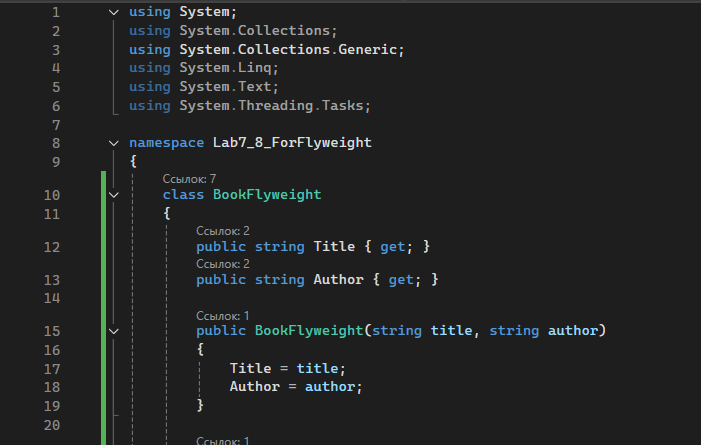 1 using System;
2 using System.Collections;
3 using System.Collections.Generic;
4 using System.Linq;
5 using System.Text;
6 using System.Threading.Tasks;
7
8 namespace Lab7_8_ForFlyweight
9 {
Ссылок: 7
10 class BookFlyweight
11 {
Ссылок: 2
12 public string Title { get; }
Ссылок: 2
13 public string Author { get; }
14
Ссылок: 1
15 public BookFlyweight(string title, string author)
16 {
17 Title = title;
18 Author = author;
19 }
20
Ссылок: 1